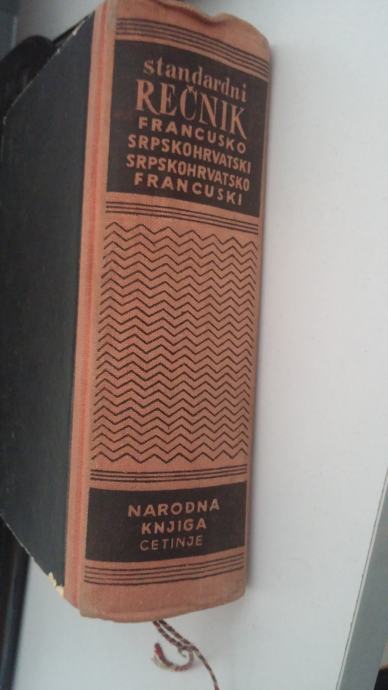 standardni
REČNIK
FRANCUSKO
SRPSKOHRVATSKI
SRPSKOHRVATSKO
FRANCUSKI
NARODNA
KNJIGA
CETINJE